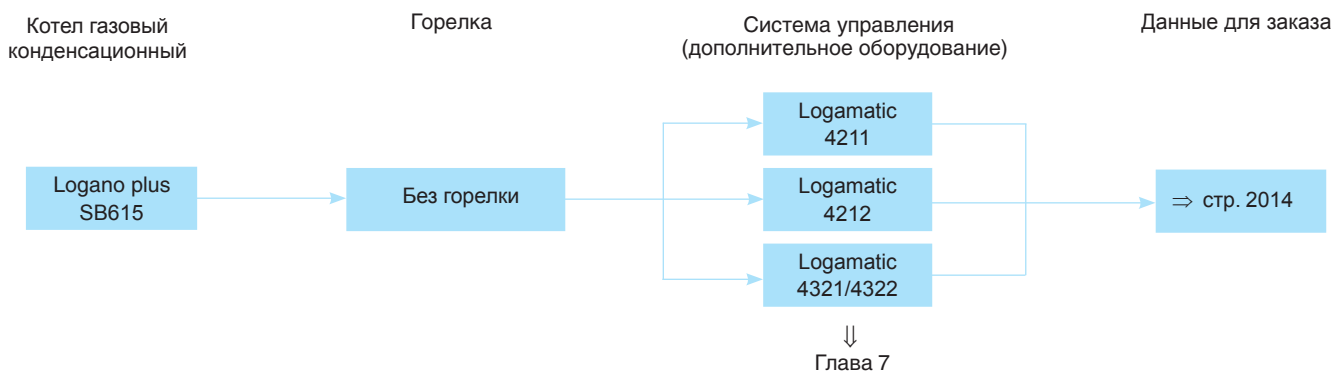 Котел газовый
конденсационный
Горелка
Система управления
(дополнительное оборудование)
Данные для заказа
Logano plus
SB615
Без горелки
Logamatic
4211
Logamatic
4212
Logamatic
4321/4322
⇒ стр. 2014
⇓
Глава 7